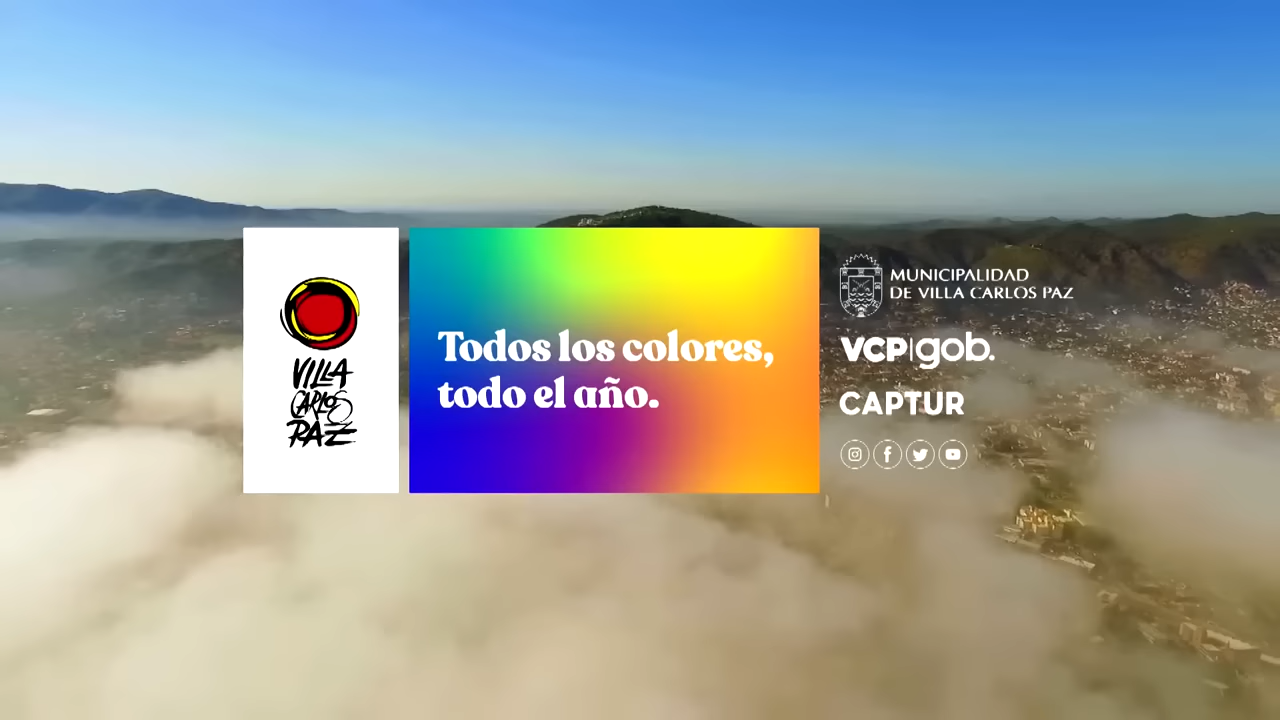 VILLA
CARLOS
PAZ
Todos los colores,
todo el año.
MUNICIPALIDAD
DE VILLA CARLOS PAZ
VCP|gob.
CAPTUR